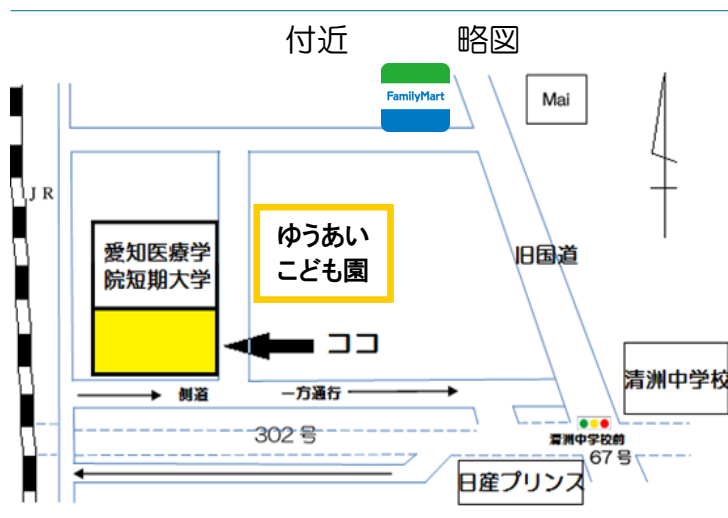 付近 略図
FamilyMart
Mai
JR
愛知医療学
院短期大学
ゆうあい
こども園
旧国道
ココ
清洲中学校
側道
一方通行
302号
清洲中学校前
67号
日産プリンス